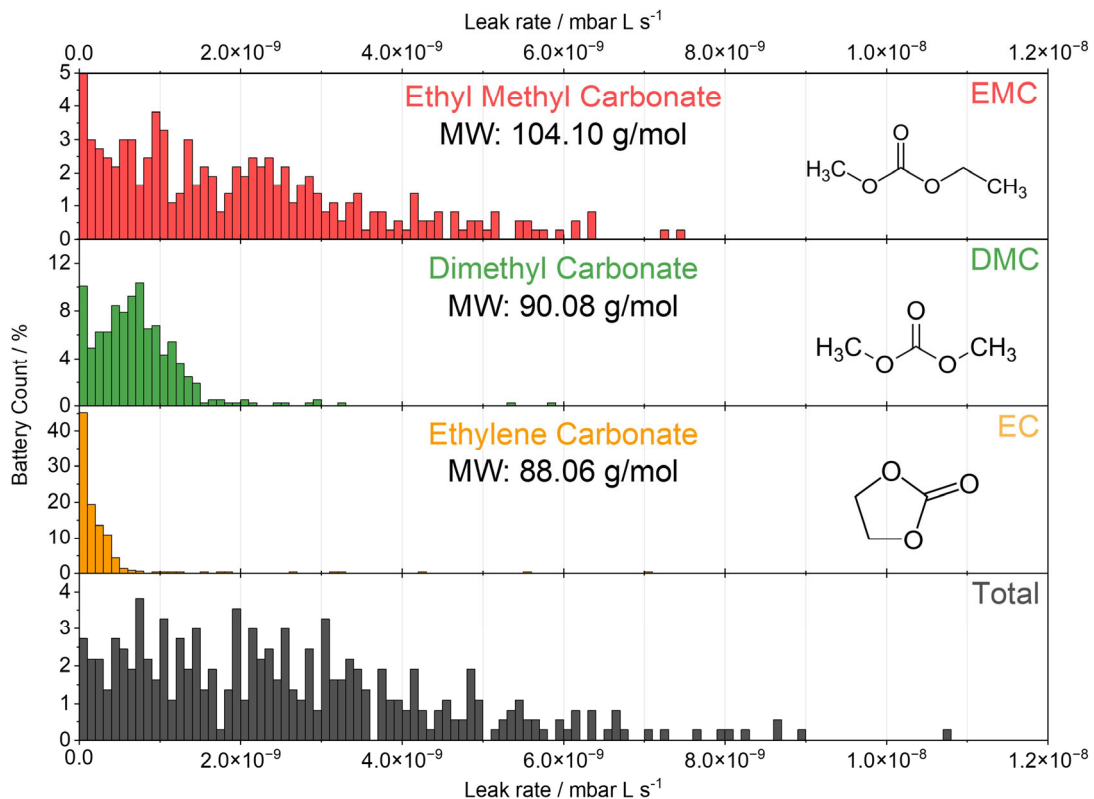 Leak rate / mbar L s⁻¹
0.0 2.0×10⁻⁹ 4.0×10⁻⁹ 6.0×10⁻⁹ 8.0×10⁻⁹ 1.0×10⁻⁸ 1.2×10⁻⁸
Battery Count / %
5
4
3
2
1
0
Ethyl Methyl Carbonate
MW: 104.10 g/mol
EMC
H₃C
O
O
O
CH₃
12
8
4
0
Dimethyl Carbonate
MW: 90.08 g/mol
DMC
O
H₃C
O
O
CH₃
40
30
20
10
0
Ethylene Carbonate
MW: 88.06 g/mol
EC
O
O
O
4
3
2
1
0
Total
0.0 2.0×10⁻⁹ 4.0×10⁻⁹ 6.0×10⁻⁹ 8.0×10⁻⁹ 1.0×10⁻⁸ 1.2×10⁻⁸
Leak rate / mbar L s⁻¹